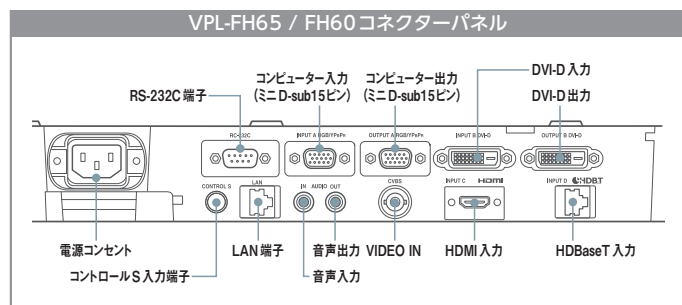 VPL-FH65 / FH60コネクターパネル
DVI-D 入力
コンピューター入力
(ミニD-sub15ピン)
コンピューター出力
(ミニD-sub15ピン)
RS-232C 端子
DVI-D 出力
RC-232C
INPUT A RGB/YPBPR
OUTPUT A RGB/YPBPR
INPUT B DVI-D
OUTPUT B DVI-D
CONTROL S
LAN
IN AUDIO OUT
CVBS
INPUT C HDMI
INPUT D HDBT
電源コンセント
LAN 端子
音声出力
VIDEO IN
HDMI 入力
HDBaseT 入力
コントロールS入力端子
音声入力